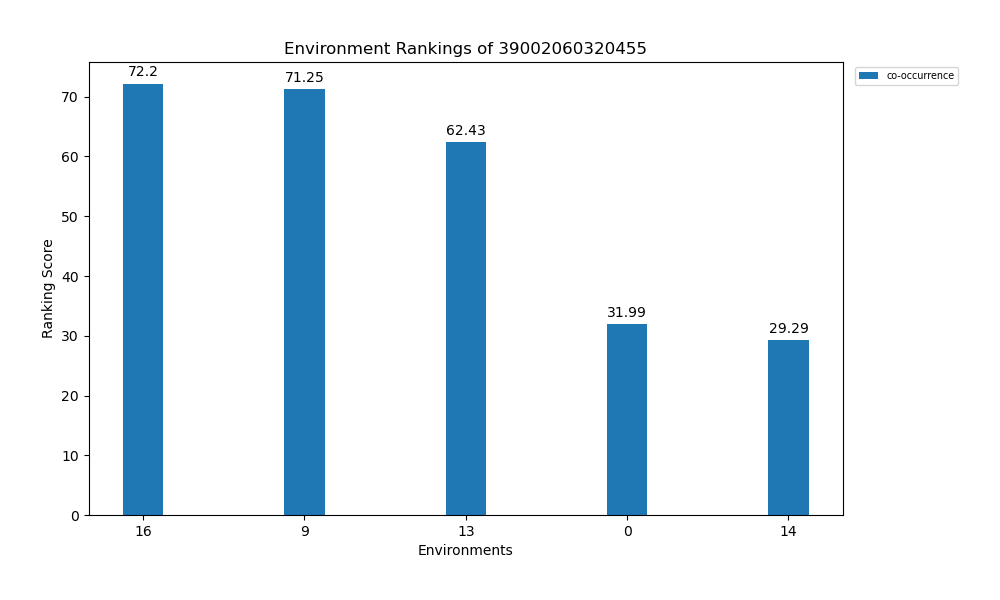 Environment Rankings of 39002060320455
co-occurrence
72.2
71.25
62.43
31.99
29.29
Ranking Score
70
60
50
40
30
20
10
0
16 9 13 0 14
Environments